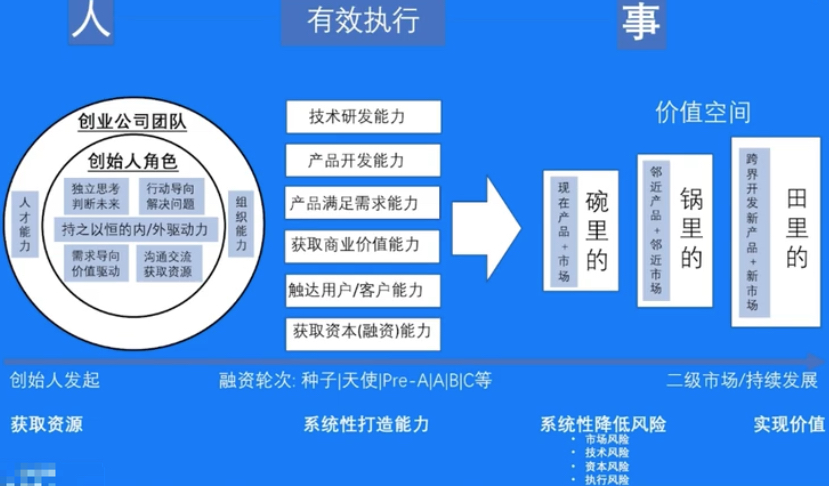 人
有效执行
事
创业公司团队
创始人角色
独立思考
判断未来
行动导向
解决问题
持之以恒的内/外驱动力
需求导向
价值驱动
沟通交流
获取资源
人才能力
组织能力
技术研发能力
产品开发能力
产品满足需求能力
获取商业价值能力
触达用户/客户能力
获取资本(融资)能力
价值空间
现在产品+市场
碗里的
邻近产品+邻近市场
锅里的
跨界开发新产品+新市场
田里的
创始人发起
融资轮次: 种子|天使|Pre-A|A|B|C等
二级市场/持续发展
获取资源
系统性打造能力
系统性降低风险
• 市场风险
• 技术风险
• 资本风险
• 执行风险
实现价值